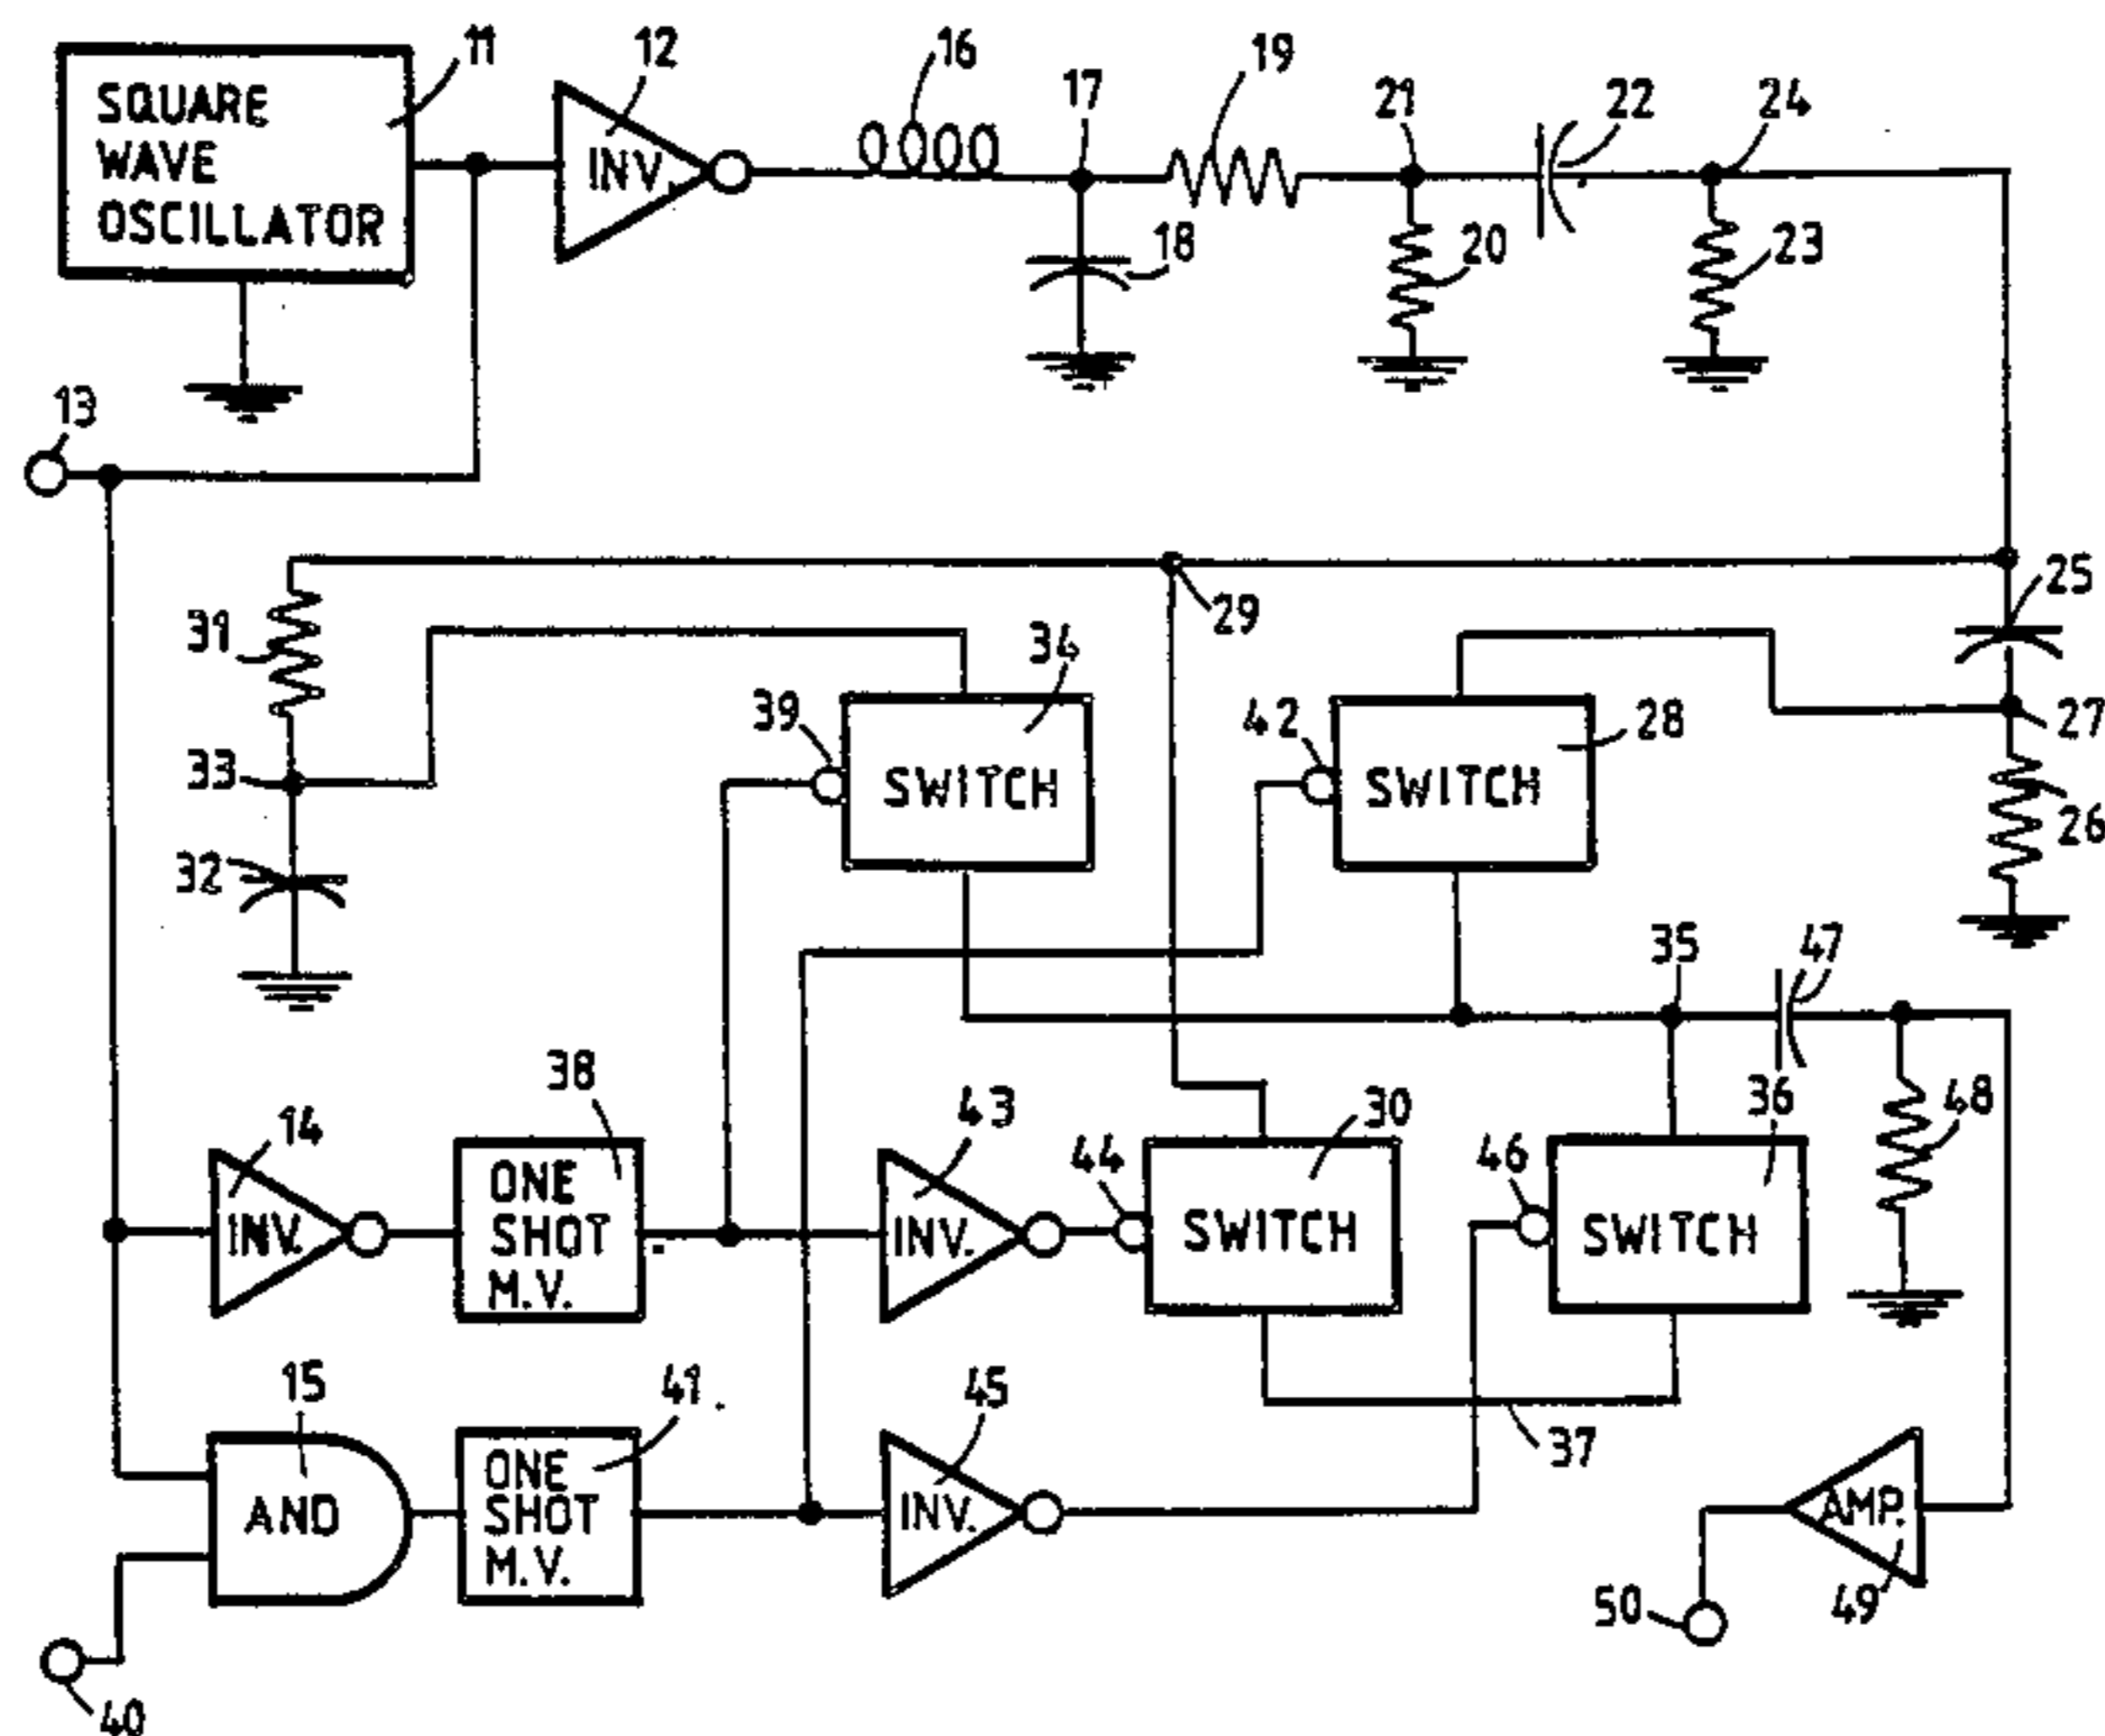 11
12
16
17
19
21
22
24
SQUARE
WAVE
OSCILLATOR
INV.
18
20
23
13
25
29
31
34
39
42
28
27
33
SWITCH
SWITCH
26
32
35
47
38
43
30
36
48
14
44
46
ONE
SHOT
M.V.
INV.
INV.
SWITCH
SWITCH
15
41
45
37
AND
ONE
SHOT
M.V.
INV.
AMP.
50
49
40